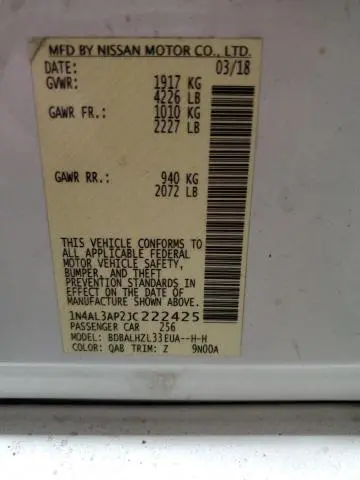 MFD BY NISSAN MOTOR CO., LTD.
DATE: 03/18
GVWR: 1917 KG
4226 LB
GAWR FR.: 1010 KG
2227 LB
GAWR RR.: 940 KG
2072 LB
THIS VEHICLE CONFORMS TO
ALL APPLICABLE FEDERAL
MOTOR VEHICLE SAFETY,
BUMPER, AND THEFT
PREVENTION STANDARDS IN
EFFECT ON THE DATE OF
MANUFACTURE SHOWN ABOVE.
1N4AL3AP2JC222425
PASSENGER CAR 256
MODEL: BDBALHZL33EUA--H-H
COLOR: QAB TRIM: Z 9N00A